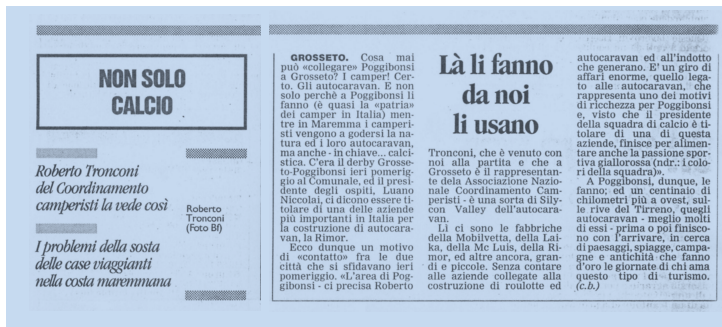 NON SOLO
CALCIO
Roberto Tronconi
del Coordinamento
camperisti la vede così
I problemi della sosta
delle case viaggianti
nella costa maremmana
Roberto
Tronconi
(Foto Bf)
GROSSETO. Cosa mai
può «collegare» Poggibonsi
a Grosseto? I camper! Cer-
to. Gli autocaravan. E non
solo perchè a Poggibonsi li
fanno (è quasi la «patria»
dei camper in Italia) men-
tre in Maremma i camperi-
sti vengono a godersi la na-
tura ed i loro autocaravan,
ma anche - in chiave... calci-
stica. C'era il derby Grosse-
to-Poggibonsi ieri pomerig-
gio al Comunale, ed il pre-
sidente degli ospiti, Luano
Niccolai, ci dicono essere ti-
tolare di una delle aziende
più importanti in Italia per
la costruzione di autocara-
van, la Rimor.
Ecco dunque un motivo
di «contatto» fra le due
città che si sfidavano ieri
pomeriggio. «L'area di Pog-
gibonsi - ci precisa Roberto
Là li fanno
da noi
li usano
Tronconi, che è venuto con
noi alla partita e che a
Grosseto è il rappresentan-
te della Associazione Nazio-
nale Coordinamento Cam-
peristi - è una sorta di Sily-
con Valley dell'autocara-
van.
Lì ci sono le fabbriche
della Mobilvetta, della Lai-
ka, della Mc Luis, della Ri-
mor, ed altre ancora, gran-
di e piccole. Senza contare
alle aziende collegate alla
costruzione di roulotte ed
autocaravan ed all'indotto
che generano. E' un giro di
affari enorme, quello lega-
to alle autocaravan, che
rappresenta uno dei motivi
di ricchezza per Poggibonsi
e, visto che il presidente
della squadra di calcio è ti-
tolare di una di questa
aziende, finisce per alimen-
tare anche la passione spor-
tiva giallorossa (ndr.: i colo-
ri della squadra)».
A Poggibonsi, dunque, le
fanno; ed un centinaio di
chilometri più a ovest, sul-
le rive del Tirreno, quegli
autocaravan - meglio molti
di essi - prima o poi finisco-
no con l'arrivare, in cerca
di paesaggi, spiagge, campa-
gne e antichità che fanno
d'oro le giornate di chi ama
questo tipo di turismo.
(c.b.)